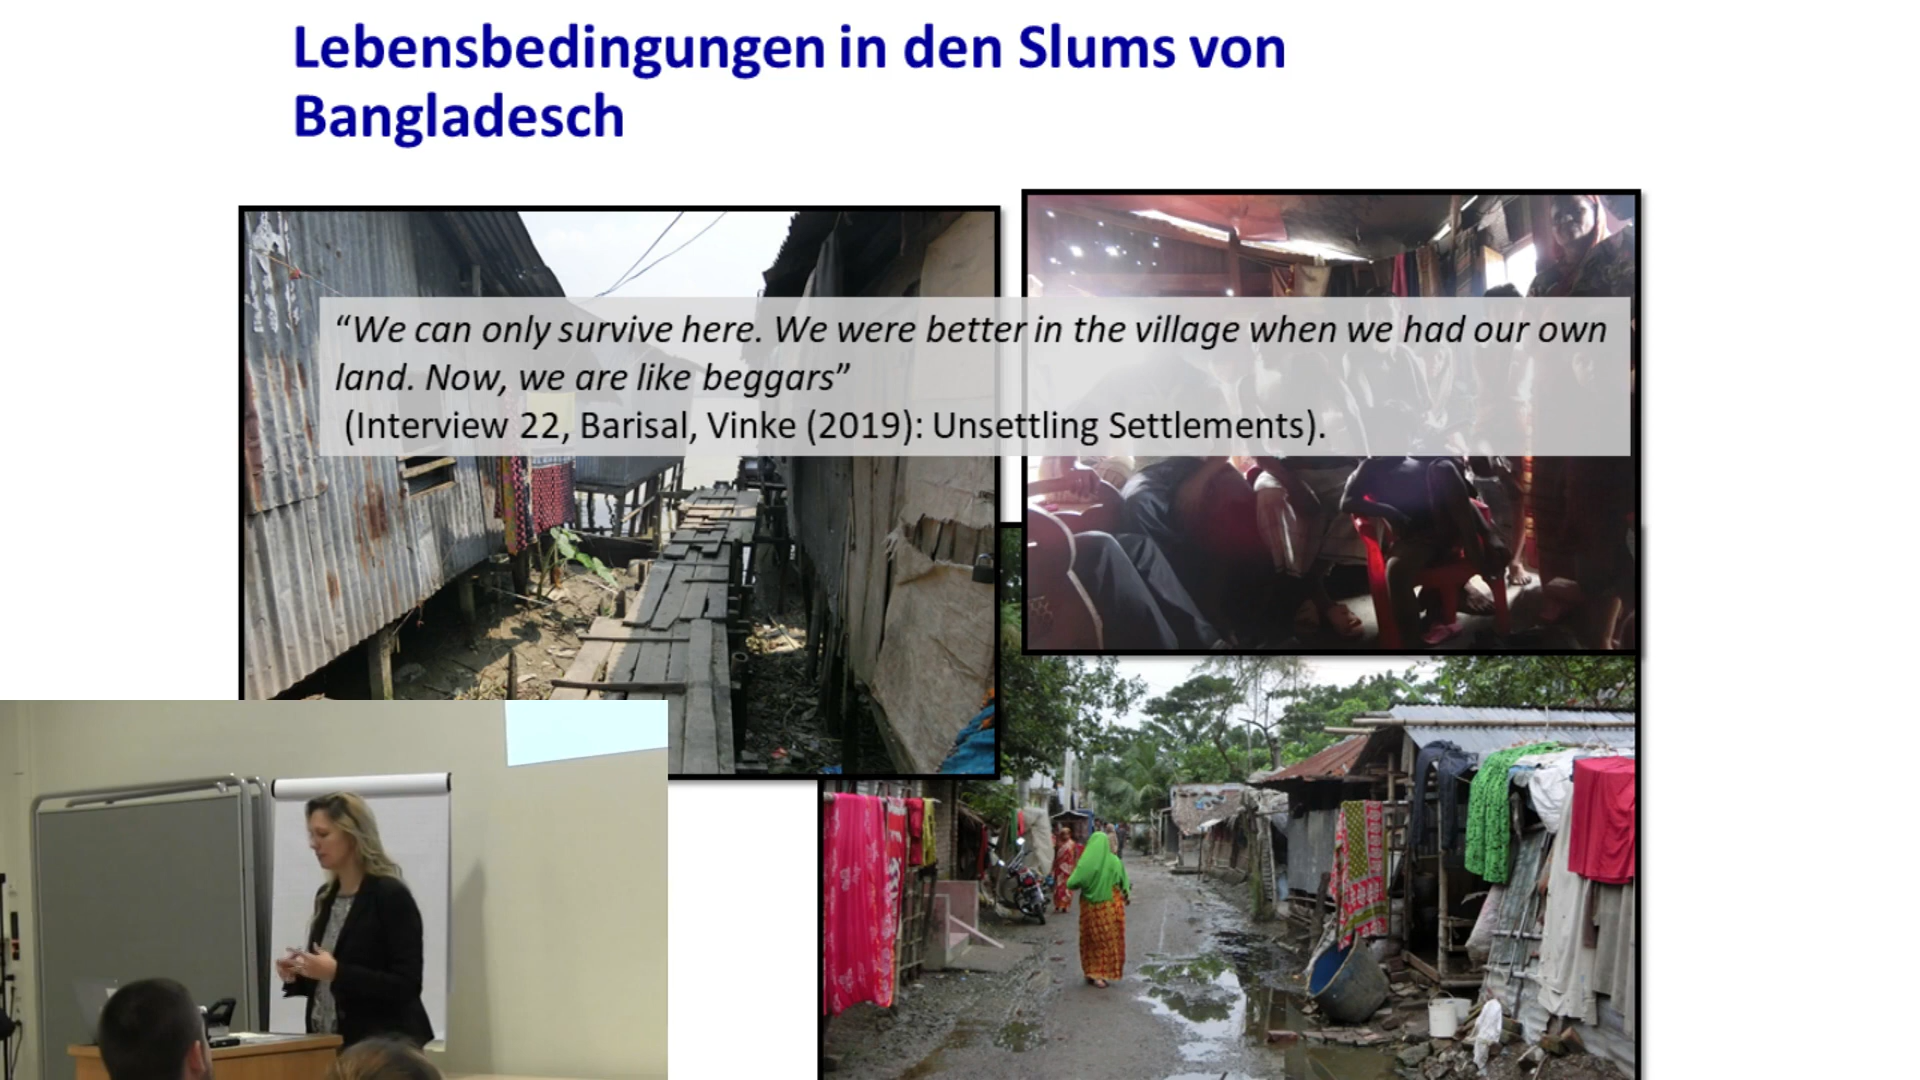 Lebensbedingungen in den Slums von
Bangladesch
“We can only survive here. We were better in the village when we had our own
land. Now, we are like beggars”
(Interview 22, Barisal, Vinke (2019): Unsettling Settlements).